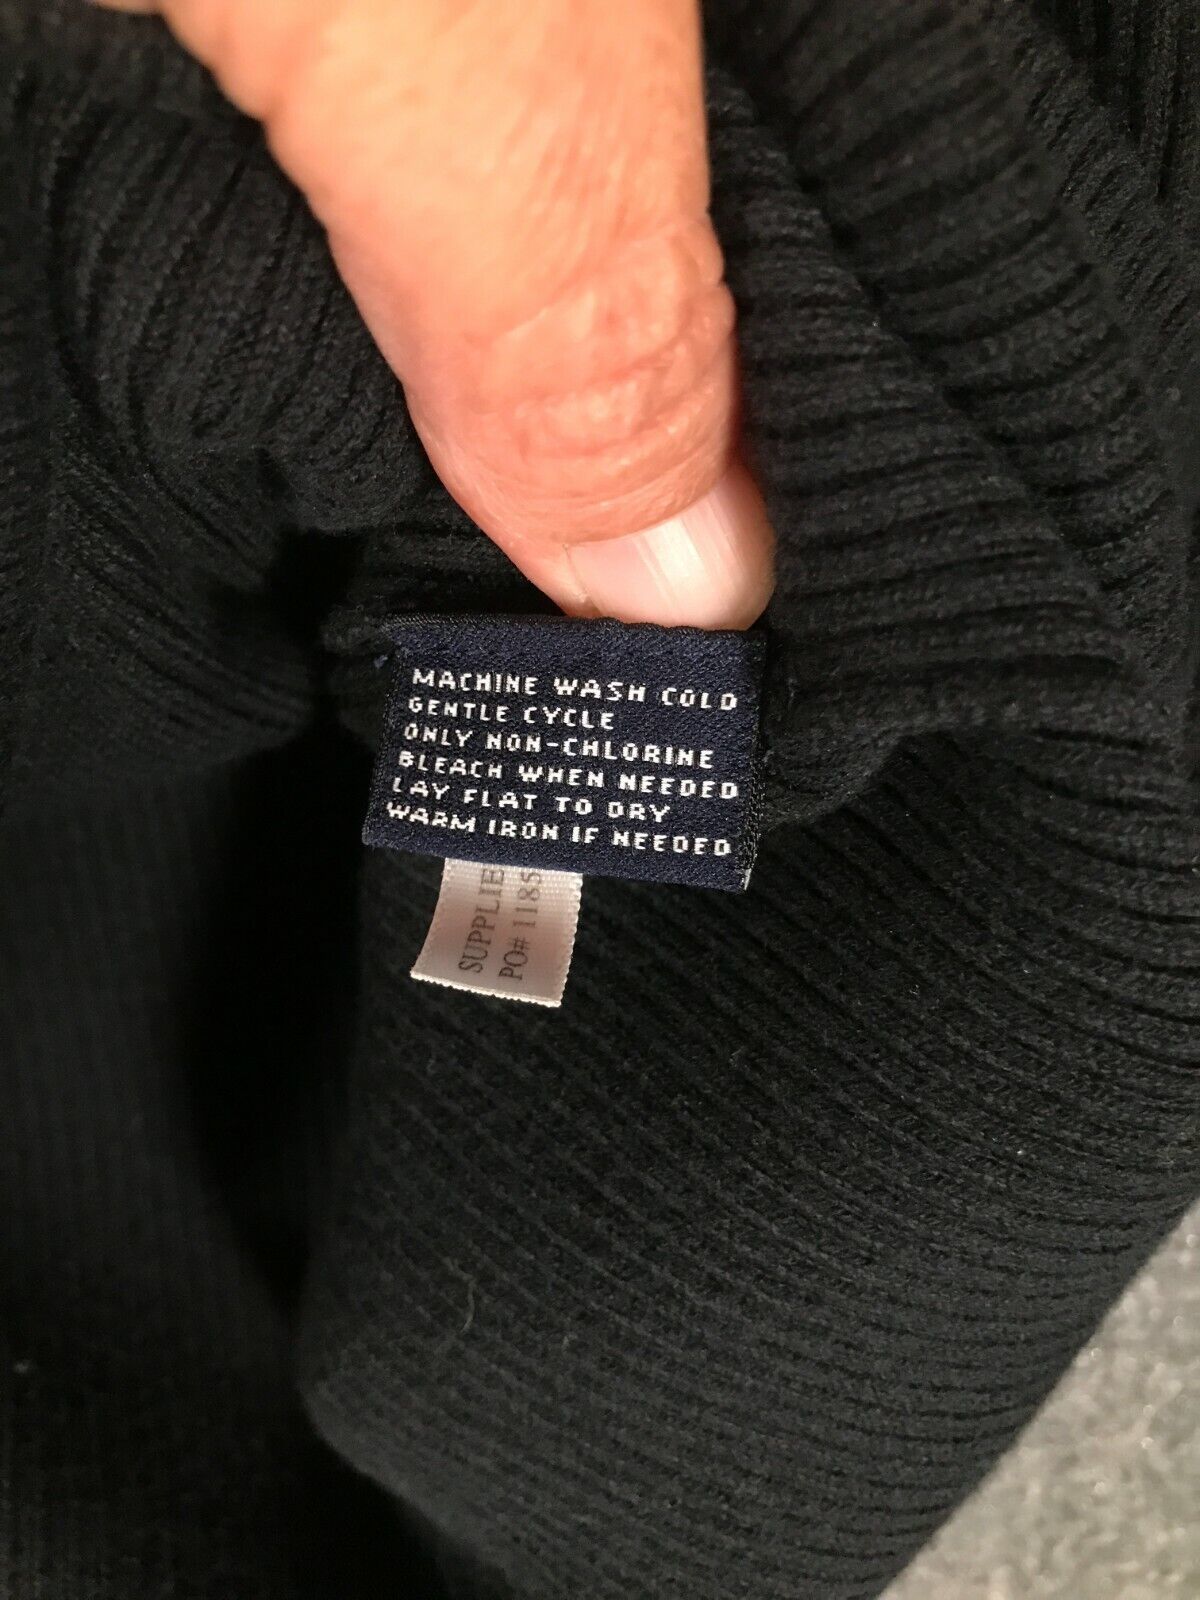 MACHINE WASH COLD
GENTLE CYCLE
ONLY NON-CHLORINE
BLEACH WHEN NEEDED
LAY FLAT TO DRY
WARM IRON IF NEEDED
SUPPLIE
PO# 1185